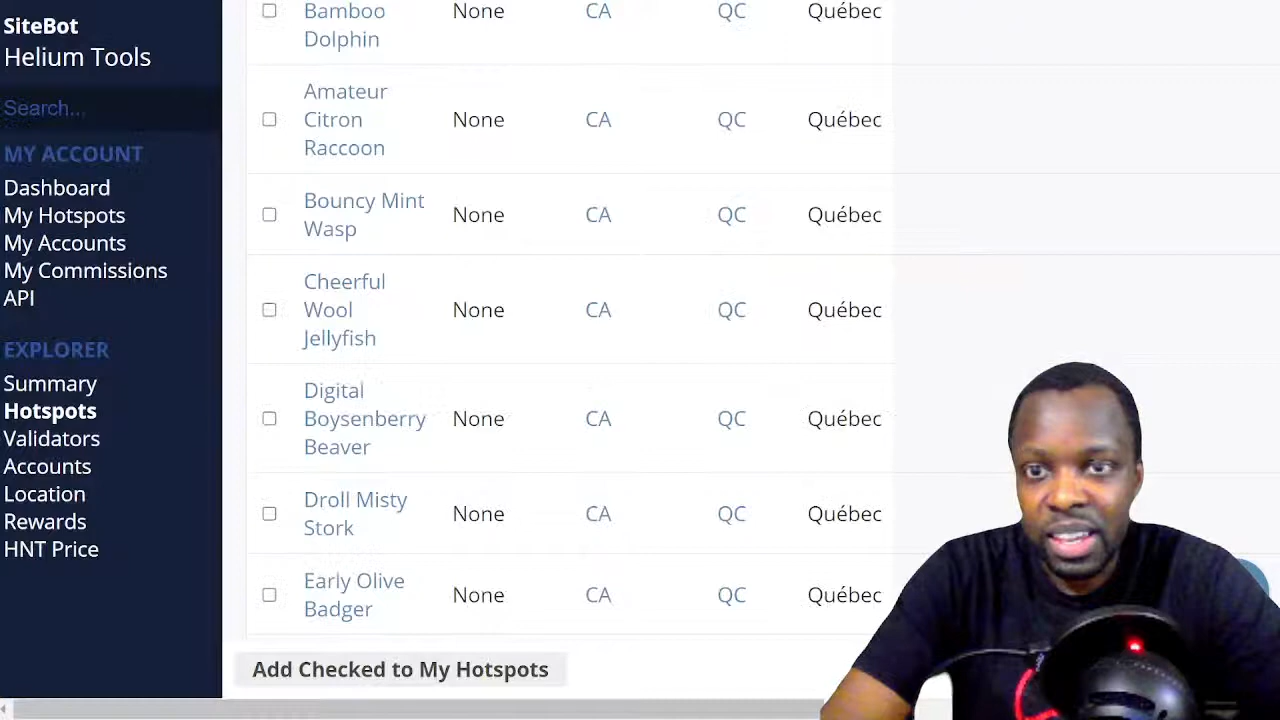 SiteBot
Helium Tools
Search...
MY ACCOUNT
Dashboard
My Hotspots
My Accounts
My Commissions
API
EXPLORER
Summary
Hotspots
Validators
Accounts
Location
Rewards
HNT Price
Bamboo
Dolphin
None
CA
QC
Québec
Amateur
Citron
Raccoon
None
CA
QC
Québec
Bouncy Mint
Wasp
None
CA
QC
Québec
Cheerful
Wool
Jellyfish
None
CA
QC
Québec
Digital
Boysenberry
Beaver
None
CA
QC
Québec
Droll Misty
Stork
None
CA
QC
Québec
Early Olive
Badger
None
CA
QC
Québec
Add Checked to My Hotspots